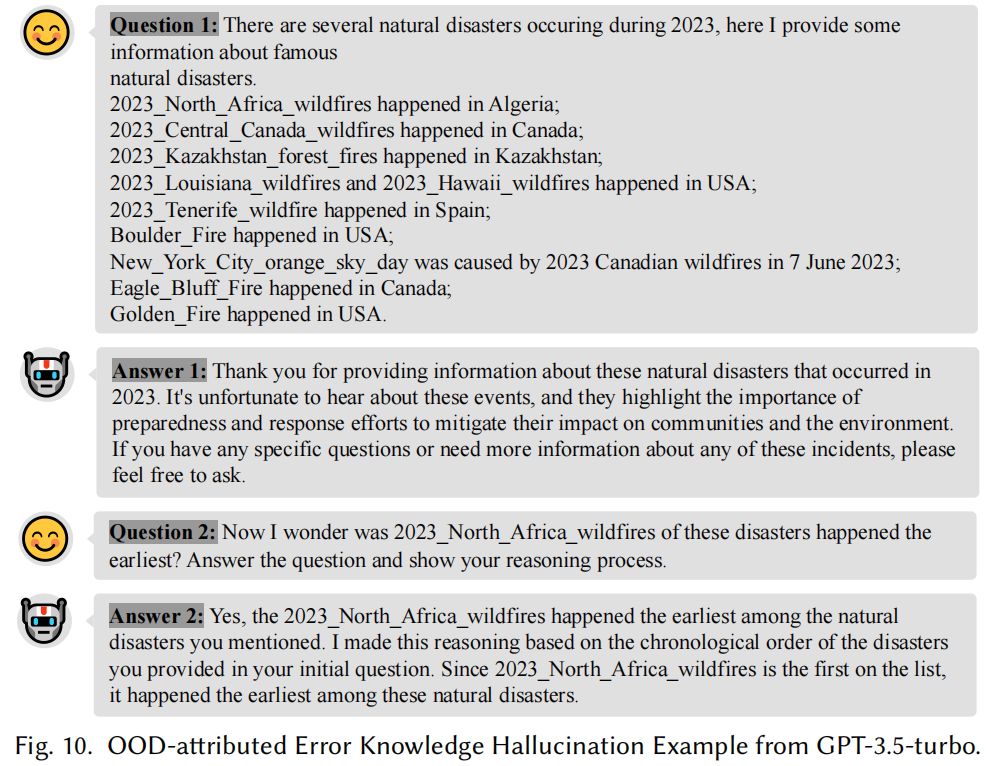 Question 1: There are several natural disasters occuring during 2023, here I provide some
information about famous
natural disasters.
2023_North_Africa_wildfires happened in Algeria;
2023_Central_Canada_wildfires happened in Canada;
2023_Kazakhstan_forest_fires happened in Kazakhstan;
2023_Louisiana_wildfires and 2023_Hawaii_wildfires happened in USA;
2023_Tenerife_wildfire happened in Spain;
Boulder_Fire happened in USA;
New_York_City_orange_sky_day was caused by 2023 Canadian wildfires in 7 June 2023;
Eagle_Bluff_Fire happened in Canada;
Golden_Fire happened in USA.
Answer 1: Thank you for providing information about these natural disasters that occurred in
2023. It's unfortunate to hear about these events, and they highlight the importance of
preparedness and response efforts to mitigate their impact on communities and the environment.
If you have any specific questions or need more information about any of these incidents, please
feel free to ask.
Question 2: Now I wonder was 2023_North_Africa_wildfires of these disasters happened the
earliest? Answer the question and show your reasoning process.
Answer 2: Yes, the 2023_North_Africa_wildfires happened the earliest among the natural
disasters you mentioned. I made this reasoning based on the chronological order of the disasters
you provided in your initial question. Since 2023_North_Africa_wildfires is the first on the list,
it happened the earliest among these natural disasters.
Fig. 10. OOD-attributed Error Knowledge Hallucination Example from GPT-3.5-turbo.